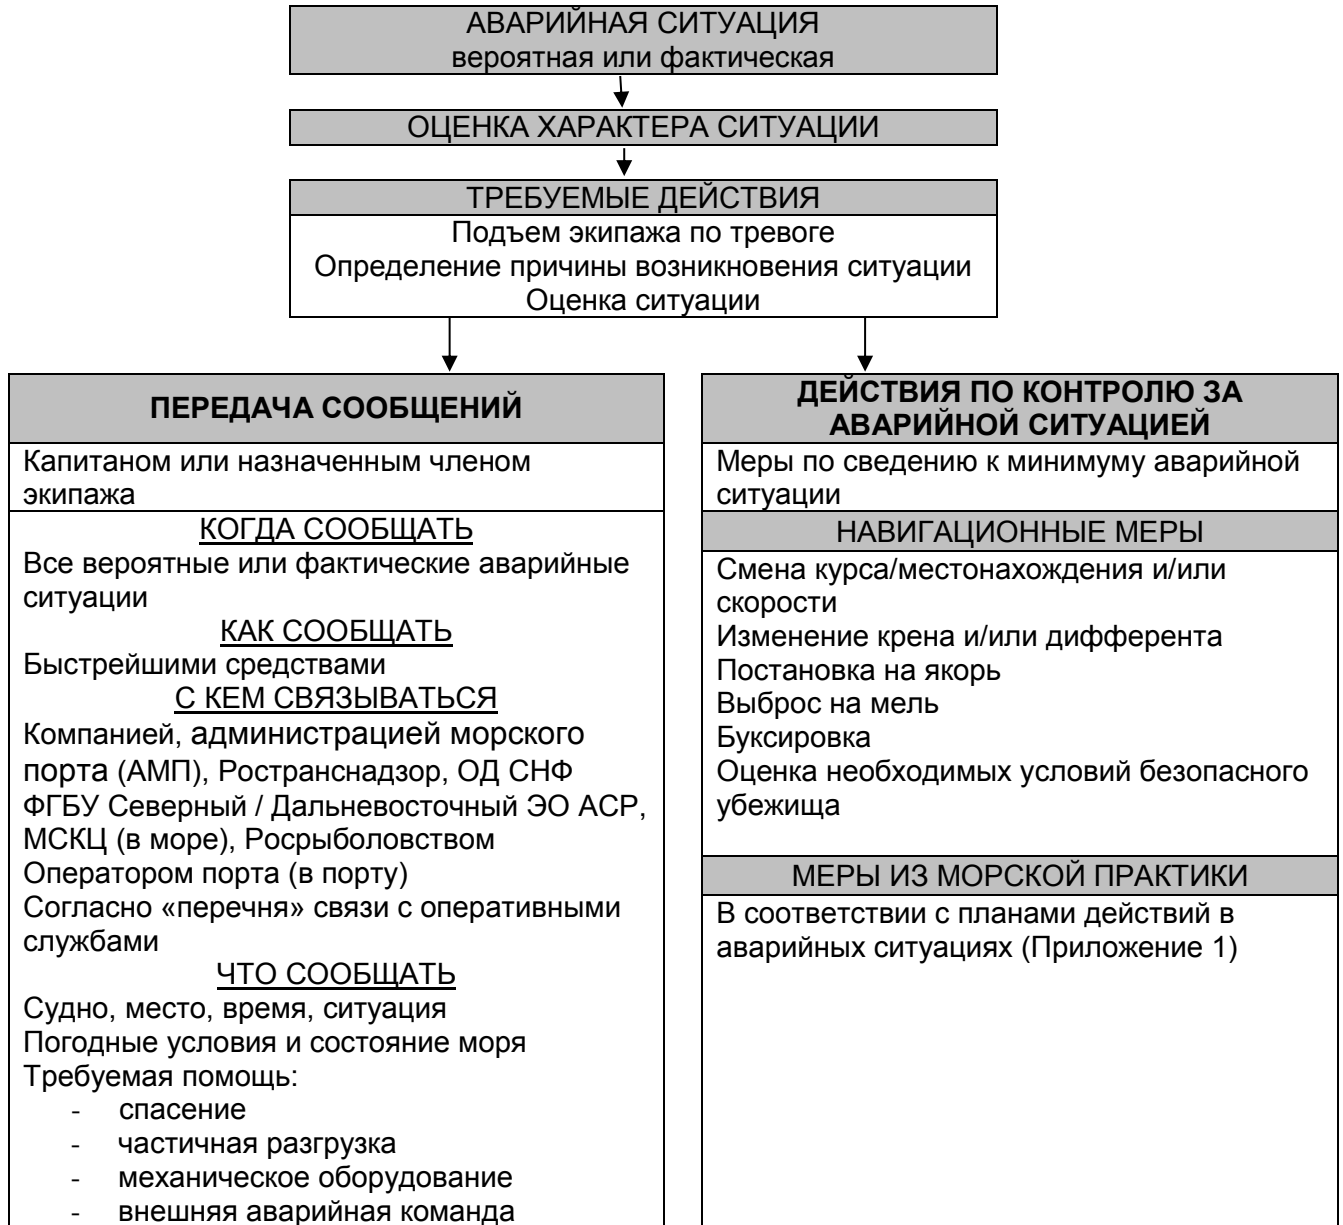 АВАРИЙНАЯ СИТУАЦИЯ
вероятная или фактическая
ОЦЕНКА ХАРАКТЕРА СИТУАЦИИ
ТРЕБУЕМЫЕ ДЕЙСТВИЯ
Подъем экипажа по тревоге
Определение причины возникновения ситуации
Оценка ситуации
ПЕРЕДАЧА СООБЩЕНИЙ
Капитаном или назначенным членом
экипажа
КОГДА СООБЩАТЬ
Все вероятные или фактические аварийные
ситуации
КАК СООБЩАТЬ
Быстрейшими средствами
С КЕМ СВЯЗЫВАТЬСЯ
Компанией, администрацией морского
порта (АМП), Ространснадзор, ОД СНФ
ФГБУ Северный / Дальневосточный ЭО АСР,
МСКЦ (в море), Росрыболовством
Оператором порта (в порту)
Согласно «перечня» связи с оперативными
службами
ЧТО СООБЩАТЬ
Судно, место, время, ситуация
Погодные условия и состояние моря
Требуемая помощь:
- спасение
- частичная разгрузка
- механическое оборудование
- внешняя аварийная команда
ДЕЙСТВИЯ ПО КОНТРОЛЮ ЗА
АВАРИЙНОЙ СИТУАЦИЕЙ
Меры по сведению к минимуму аварийной
ситуации
НАВИГАЦИОННЫЕ МЕРЫ
Смена курса/местонахождения и/или
скорости
Изменение крена и/или дифферента
Постановка на якорь
Выброс на мель
Буксировка
Оценка необходимых условий безопасного
убежища
МЕРЫ ИЗ МОРСКОЙ ПРАКТИКИ
В соответствии с планами действий в
аварийных ситуациях (Приложение 1)